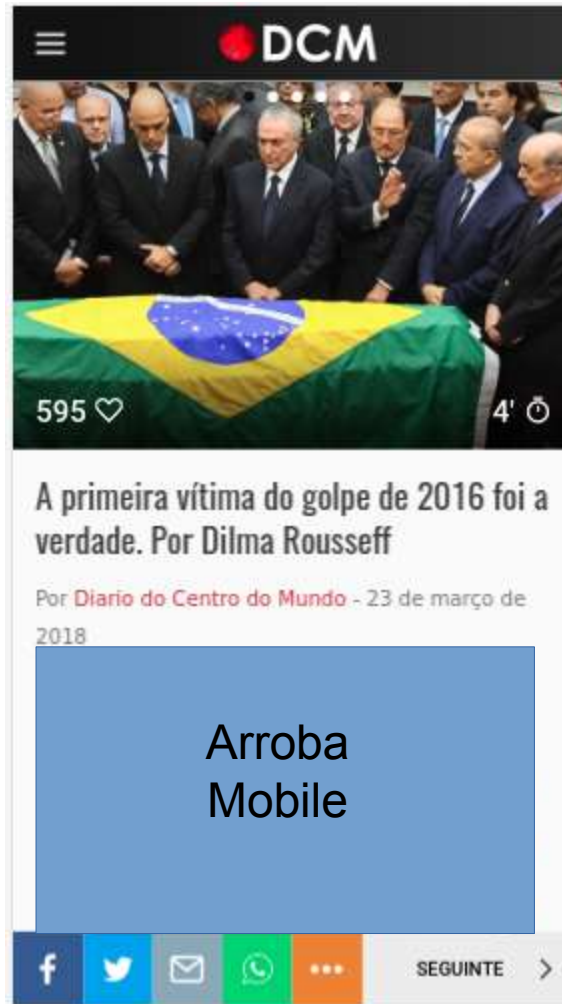 DCM
595
4'
A primeira vítima do golpe de 2016 foi a
verdade. Por Dilma Rousseff
Por Diario do Centro do Mundo - 23 de março de
2018
Arroba
Mobile
SEGUINTE